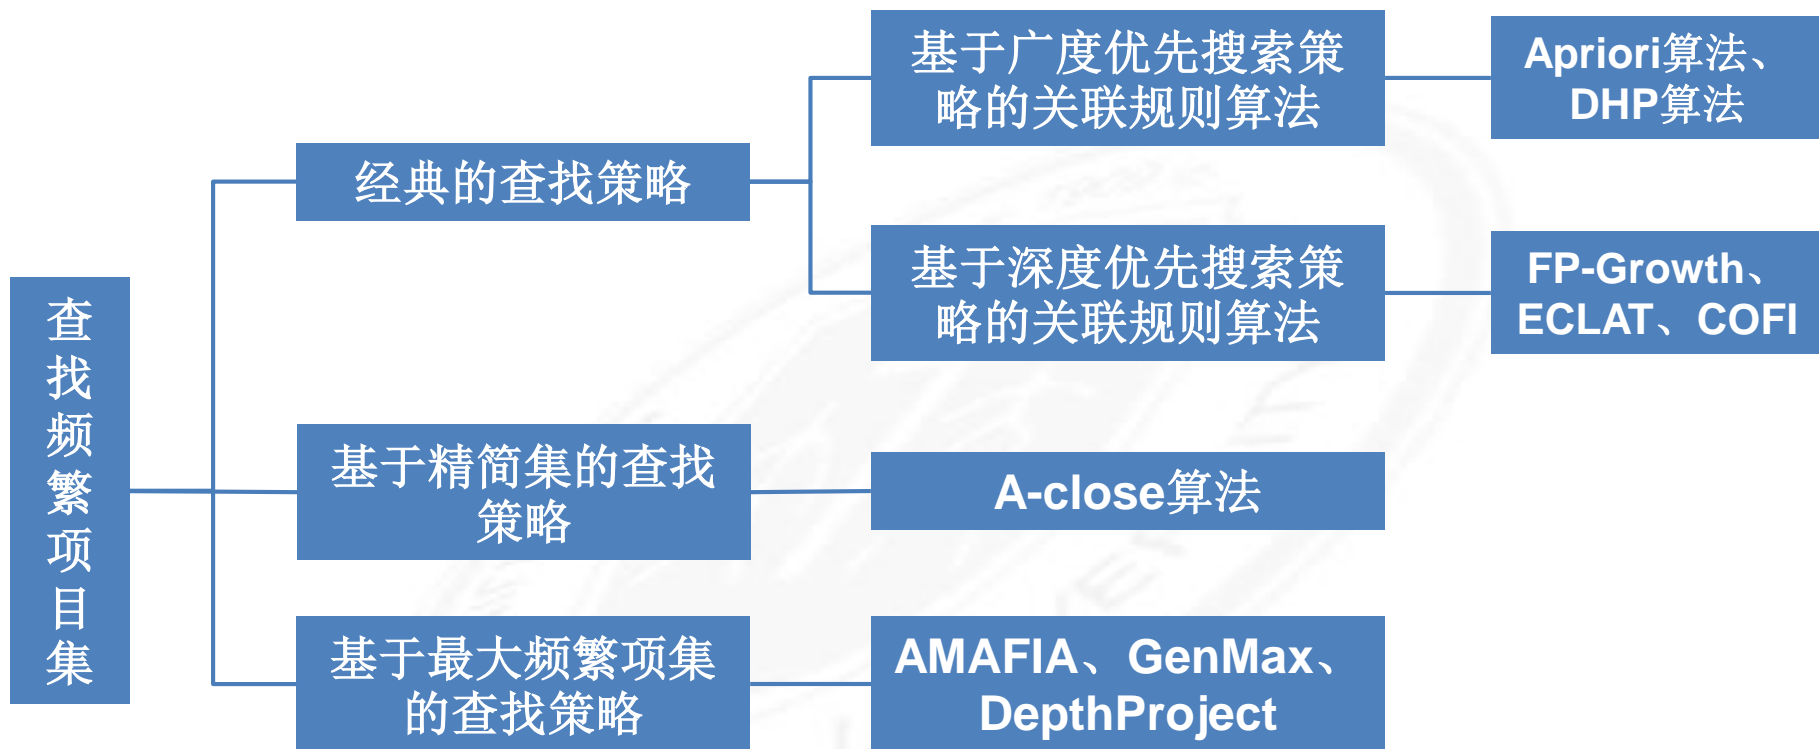 查
找
频
繁
项
目
集
经典的查找策略
基于广度优先搜索策
略的关联规则算法
Apriori算法、
DHP算法
基于深度优先搜索策
略的关联规则算法
FP-Growth、
ECLAT、COFI
基于精简集的查找
策略
A-close算法
基于最大频繁项集
的查找策略
AMAFIA、GenMax、
DepthProject